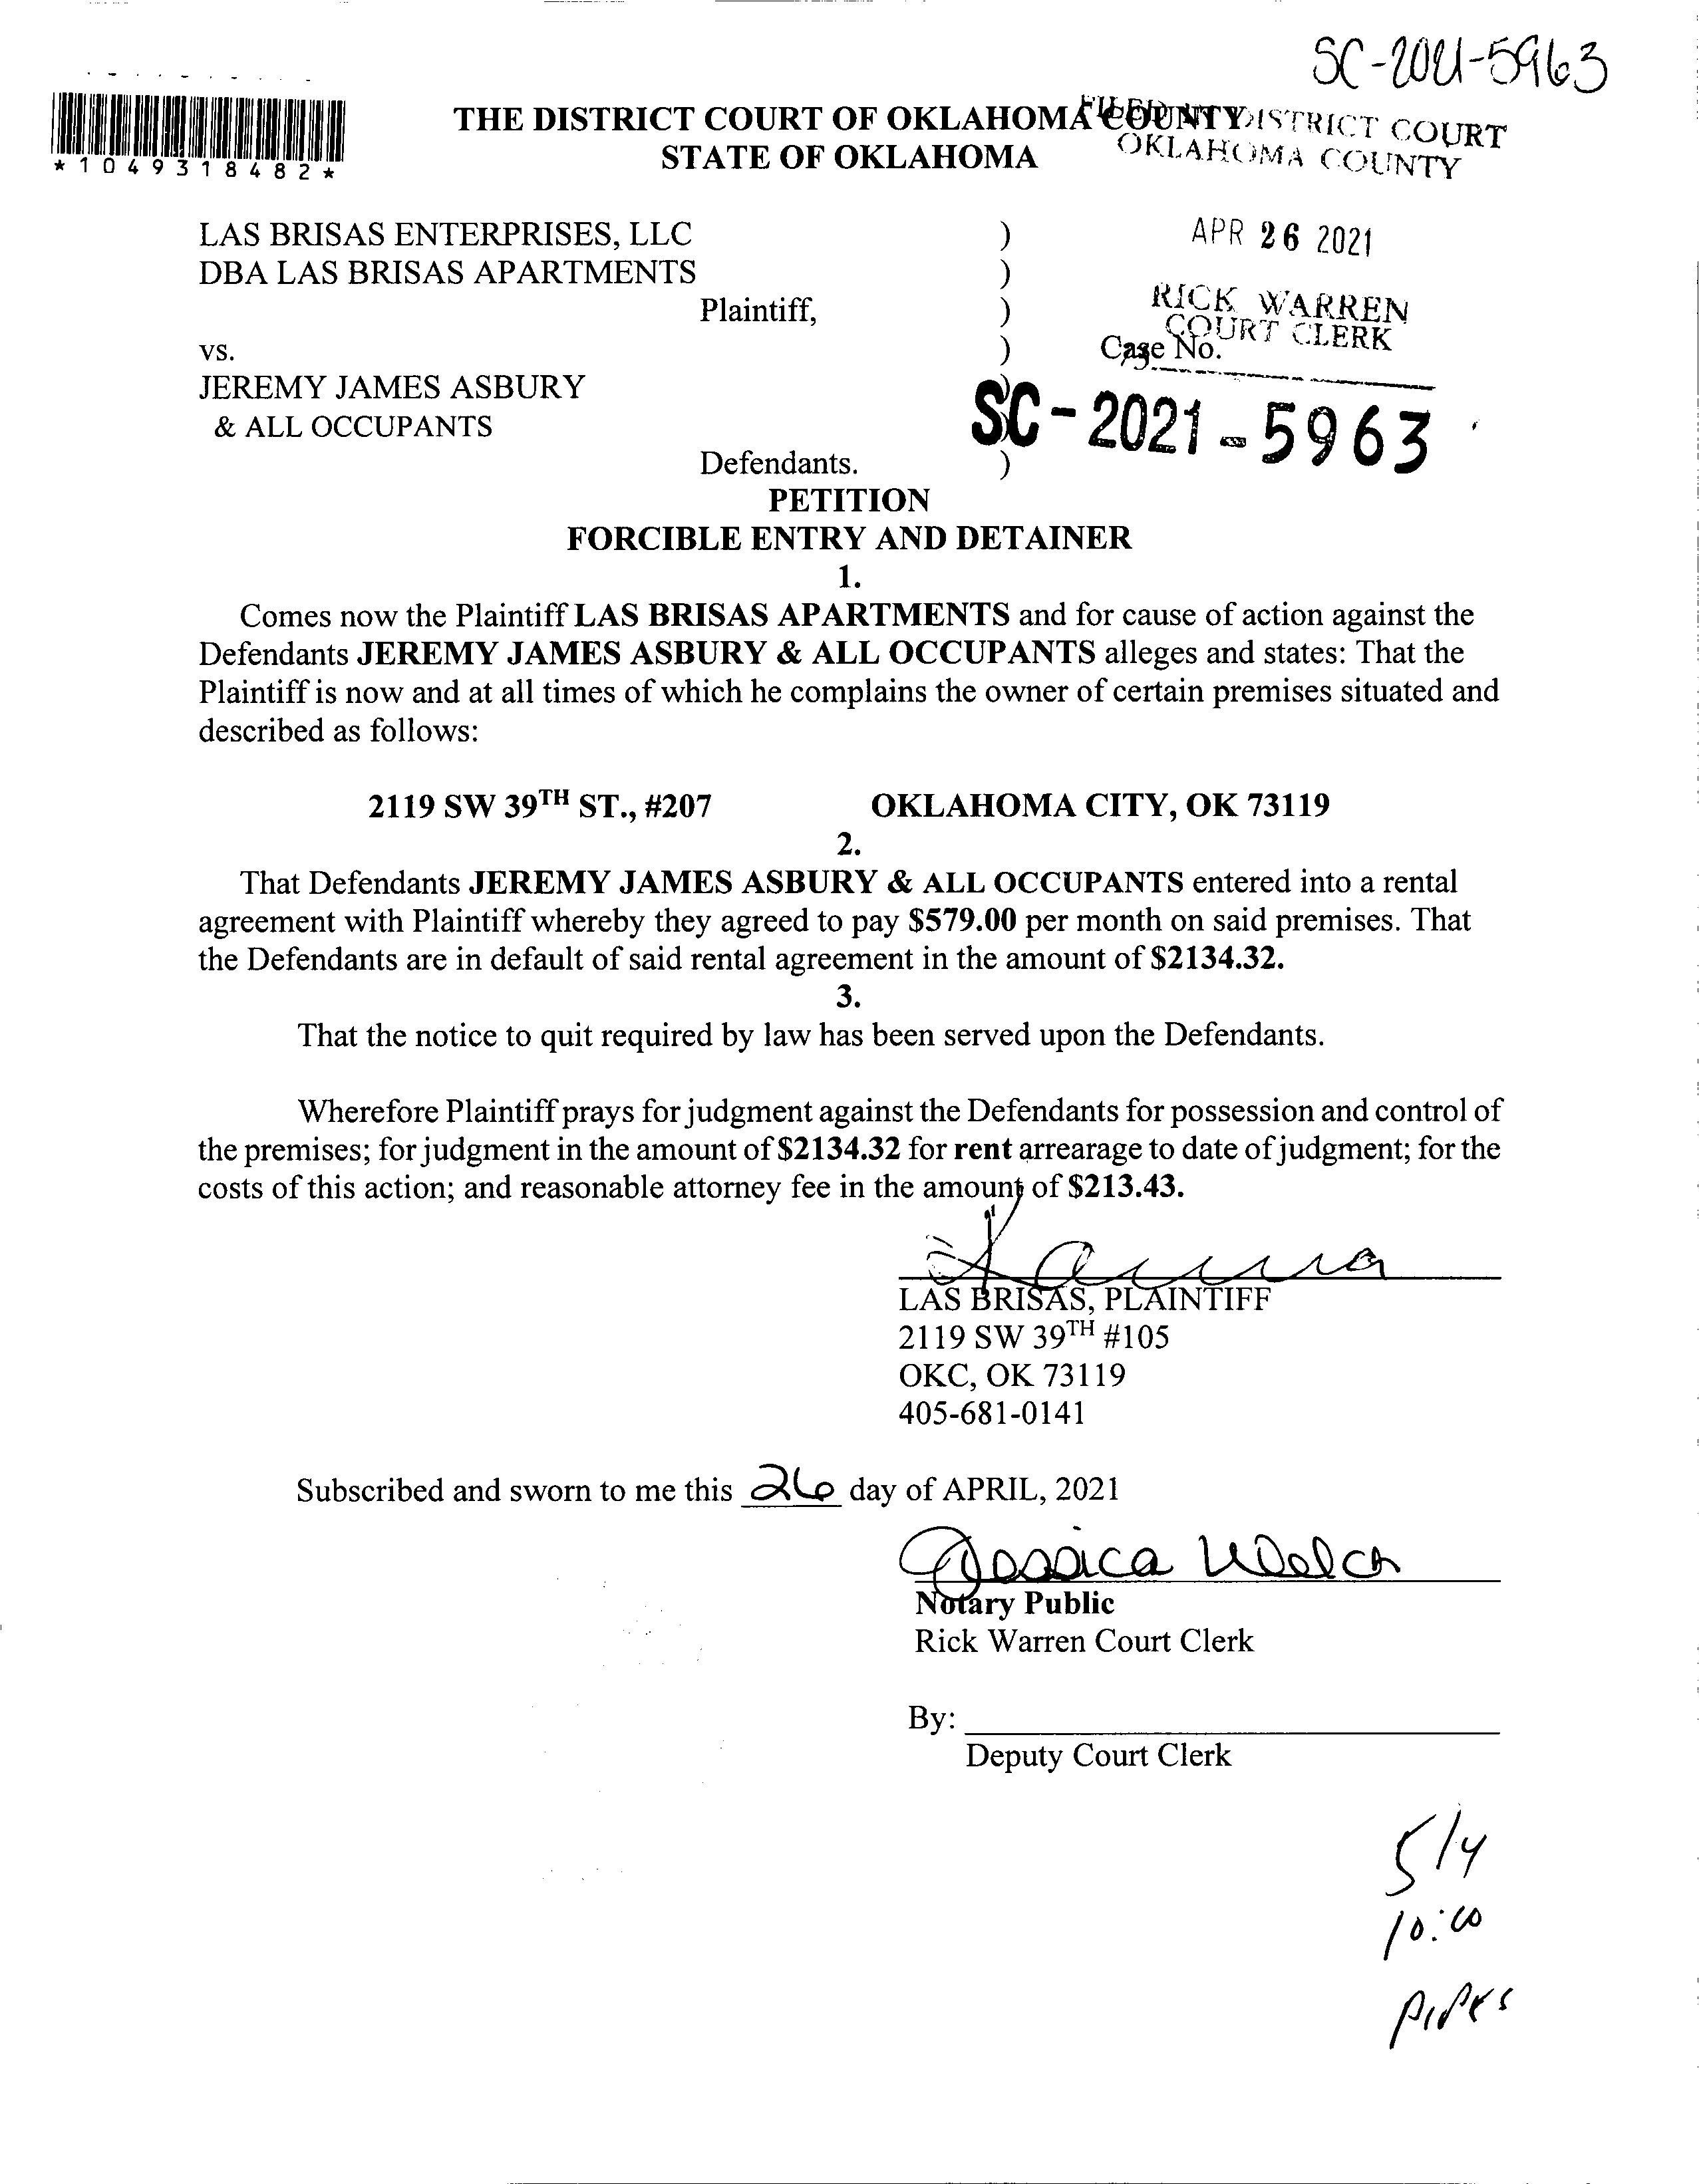 SC-2021-5963
*1049318482*
THE DISTRICT COURT OF OKLAHOMA COUNTY
STATE OF OKLAHOMA
FILED IN DISTRICT COURT
OKLAHOMA COUNTY
LAS BRISAS ENTERPRISES, LLC )
DBA LAS BRISAS APARTMENTS )
Plaintiff, )
APR 26 2021
RICK WARREN
COURT CLERK
vs. ) Case No.
JEREMY JAMES ASBURY )
& ALL OCCUPANTS
SC-2021-5963
Defendants. )
PETITION
FORCIBLE ENTRY AND DETAINER
1.
Comes now the Plaintiff LAS BRISAS APARTMENTS and for cause of action against the
Defendants JEREMY JAMES ASBURY & ALL OCCUPANTS alleges and states: That the
Plaintiff is now and at all times of which he complains the owner of certain premises situated and
described as follows:
2119 SW 39TH ST., #207 OKLAHOMA CITY, OK 73119
2.
That Defendants JEREMY JAMES ASBURY & ALL OCCUPANTS entered into a rental
agreement with Plaintiff whereby they agreed to pay $579.00 per month on said premises. That
the Defendants are in default of said rental agreement in the amount of $2134.32.
3.
That the notice to quit required by law has been served upon the Defendants.
Wherefore Plaintiff prays for judgment against the Defendants for possession and control of
the premises; for judgment in the amount of $2134.32 for rent arrearage to date of judgment; for the
costs of this action; and reasonable attorney fee in the amount of $213.43.
LAS BRISAS, PLAINTIFF
2119 SW 39TH #105
OKC, OK 73119
405-681-0141
Subscribed and sworn to me this 26 day of APRIL, 2021
Jessica Welch
Notary Public
Rick Warren Court Clerk
By:
Deputy Court Clerk
5/4
10:00